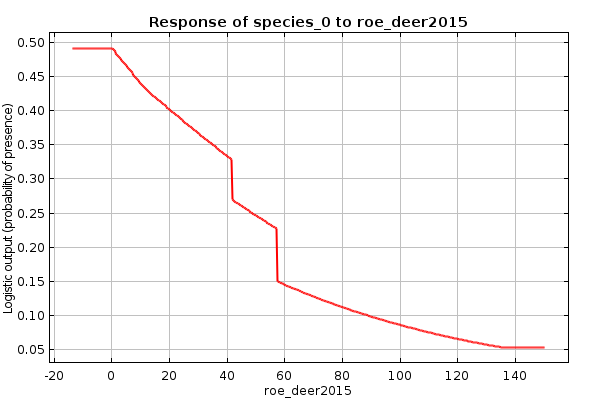 Response of species_0 to roe_deer2015
Logistic output (probability of presence)
0.50
0.45
0.40
0.35
0.30
0.25
0.20
0.15
0.10
0.05
-20 0 20 40 60 80 100 120 140
roe_deer2015